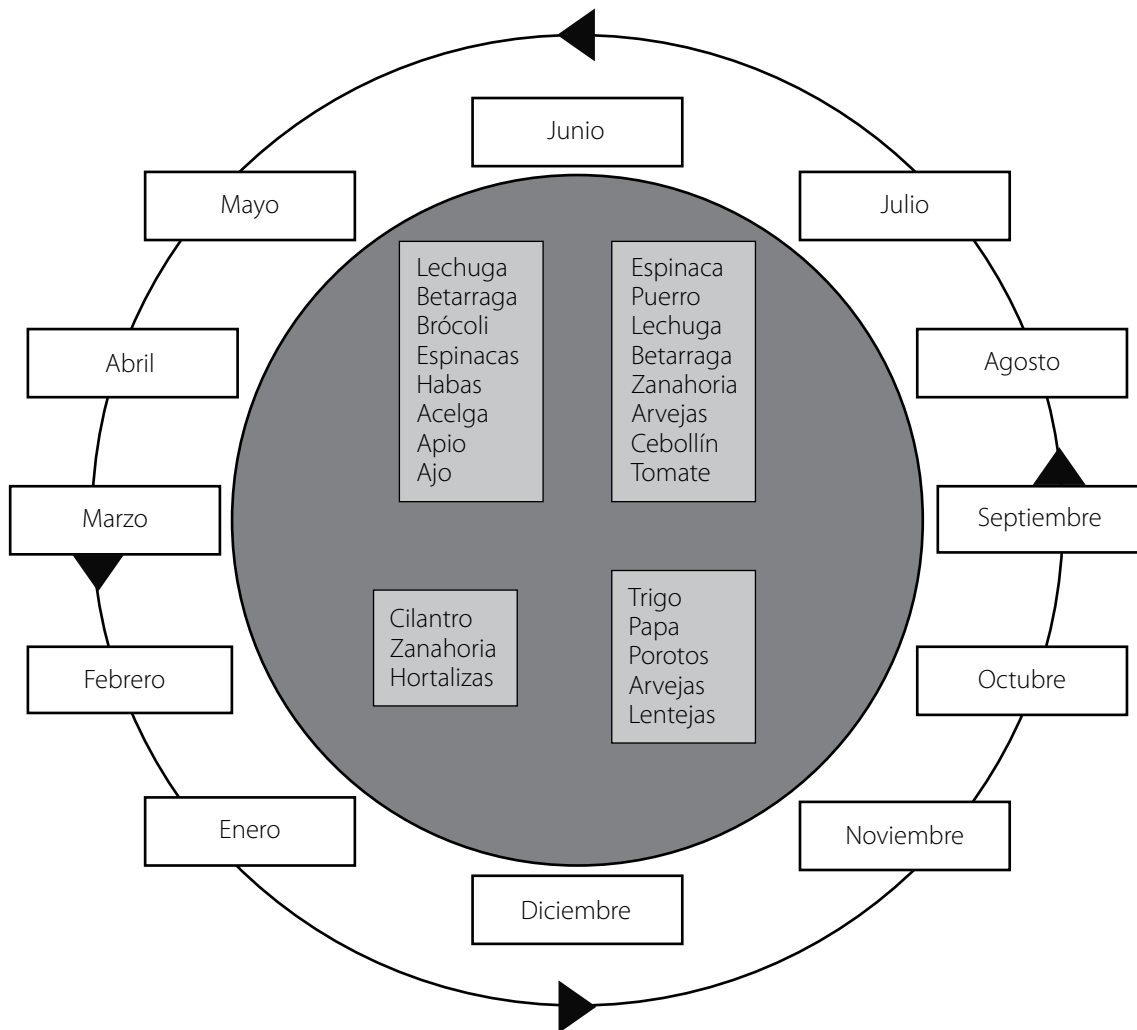 Junio
Mayo
Julio
Lechuga
Betarraga
Brócoli
Espinacas
Habas
Acelga
Apio
Ajo
Espinaca
Puerro
Lechuga
Betarraga
Zanahoria
Arvejas
Cebollín
Tomate
Abril
Agosto
Marzo
Septiembre
Cilantro
Zanahoria
Hortalizas
Trigo
Papa
Porotos
Arvejas
Lentejas
Febrero
Octubre
Enero
Noviembre
Diciembre